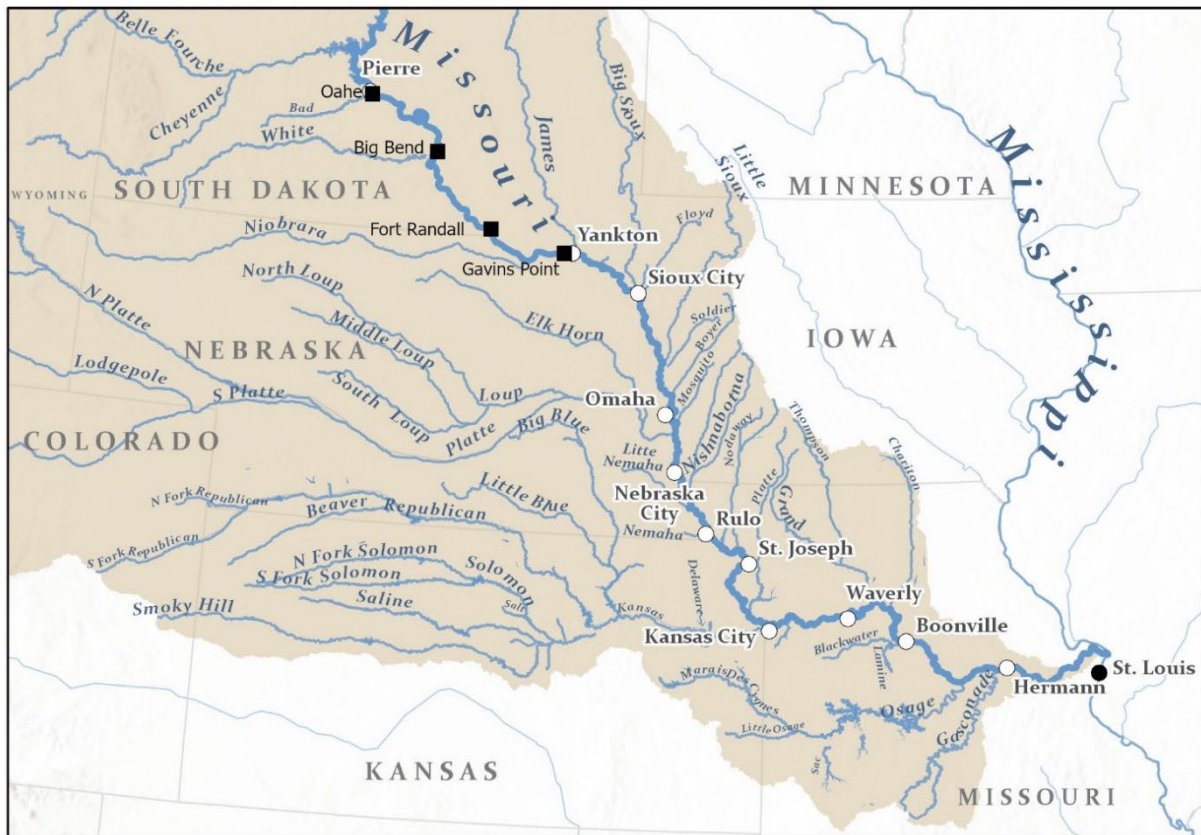 Belle Fourche
Missouri
Pierre
Oahe
Bad
Cheyenne
White
Big Bend
James
Big Sioux
Little
Sioux
Mississippi
MINNESOTA
WYOMING
SOUTH DAKOTA
Niobrara
Fort Randall
Floyd
Yankton
Gavins Point
Sioux City
North Loup
N Platte
Middle Loup
Elk Horn
Soldier
Boyer
IOWA
NEBRASKA
Lodgepole
S Platte
South Loup
Loup
Mosquito
Omaha
Nishnabotna
Platte
Big Blue
Nodaway
Thompson
COLORADO
Litte
Nemaha
Chariton
Platte
Grand
Nebraska
City
Little Blue
N Fork Republican
Beaver
Republican
Rulo
Nemaha
St. Joseph
S Fork Republican
N Fork Solomon
S Fork Solomon
Solomon
Delaware
Smoky Hill
Saline
Salt
Kansas
Kansas City
Waverly
Blackwater
Boonville
Lamine
Marais Des Cygnes
Hermann
St. Louis
Osage
Gasconade
Little Osage
Sac
KANSAS
MISSOURI